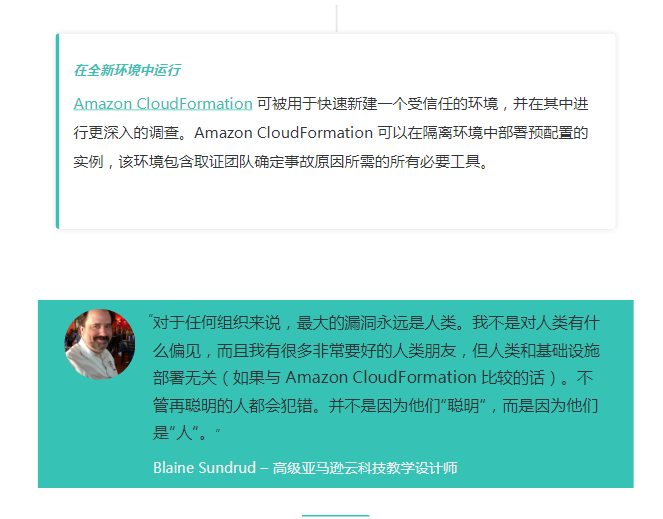 在全新环境中运行
Amazon CloudFormation 可被用于快速新建一个受信任的环境，并在其中进
行更深入的调查。Amazon CloudFormation 可以在隔离环境中部署预配置的
实例，该环境包含取证团队确定事故原因所需的所有必要工具。
“对于任何组织来说，最大的漏洞永远是人类。我不是对人类有什
么偏见，而且我有很多非常要好的人类朋友，但人类和基础设施
部署无关（如果与 Amazon CloudFormation 比较的话）。不
管再聪明的人都会犯错。并不是因为他们“聪明”，而是因为他们
是“人”。”
Blaine Sundrud – 高级亚马逊云科技教学设计师